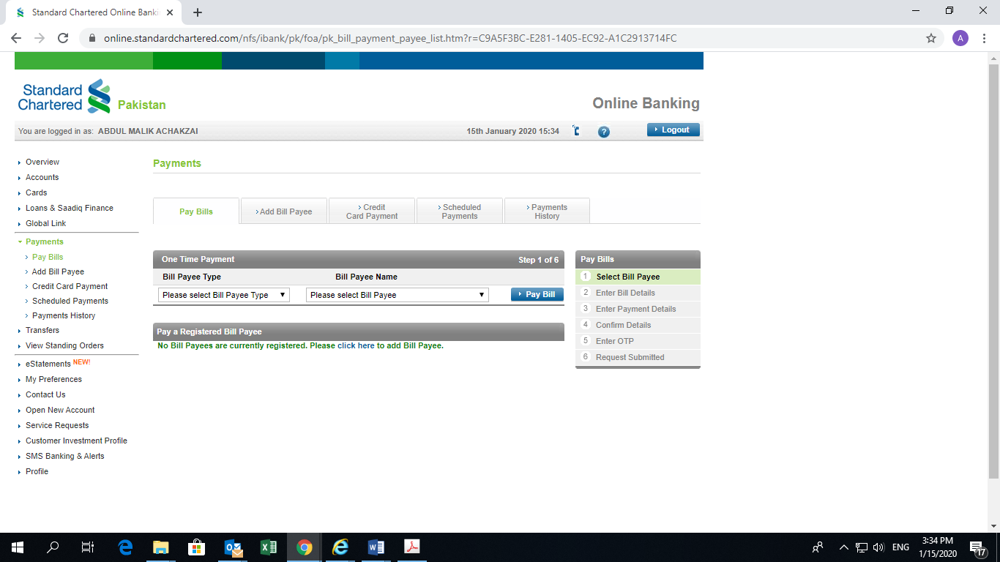 Standard Chartered Online Banki
online.standardchartered.com/nfs/ibank/pk/foa/pk_bill_payment_payee_list.htm?r=C9A5F3BC-E281-1405-EC92-A1C2913714FC
A
Standard
Chartered
Pakistan
Online Banking
You are logged in as: ABDUL MALIK ACHAKZAI
15th January 2020 15:34
?
Logout
Overview
Accounts
Cards
Loans & Saadiq Finance
Global Link
Payments
Pay Bills
Add Bill Payee
Credit Card Payment
Scheduled Payments
Payments History
Transfers
View Standing Orders
eStatements NEW!
My Preferences
Contact Us
Open New Account
Service Requests
Customer Investment Profile
SMS Banking & Alerts
Profile
Payments
Pay Bills
Add Bill Payee
Credit
Card Payment
Scheduled
Payments
Payments
History
One Time Payment Step 1 of 6
Bill Payee Type Bill Payee Name
Please select Bill Payee Type Please select Bill Payee Pay Bill
Pay a Registered Bill Payee
No Bill Payees are currently registered. Please click here to add Bill Payee.
Pay Bills
1 Select Bill Payee
2 Enter Bill Details
3 Enter Payment Details
4 Confirm Details
5 Enter OTP
6 Request Submitted
ENG
3:34 PM
1/15/2020
17